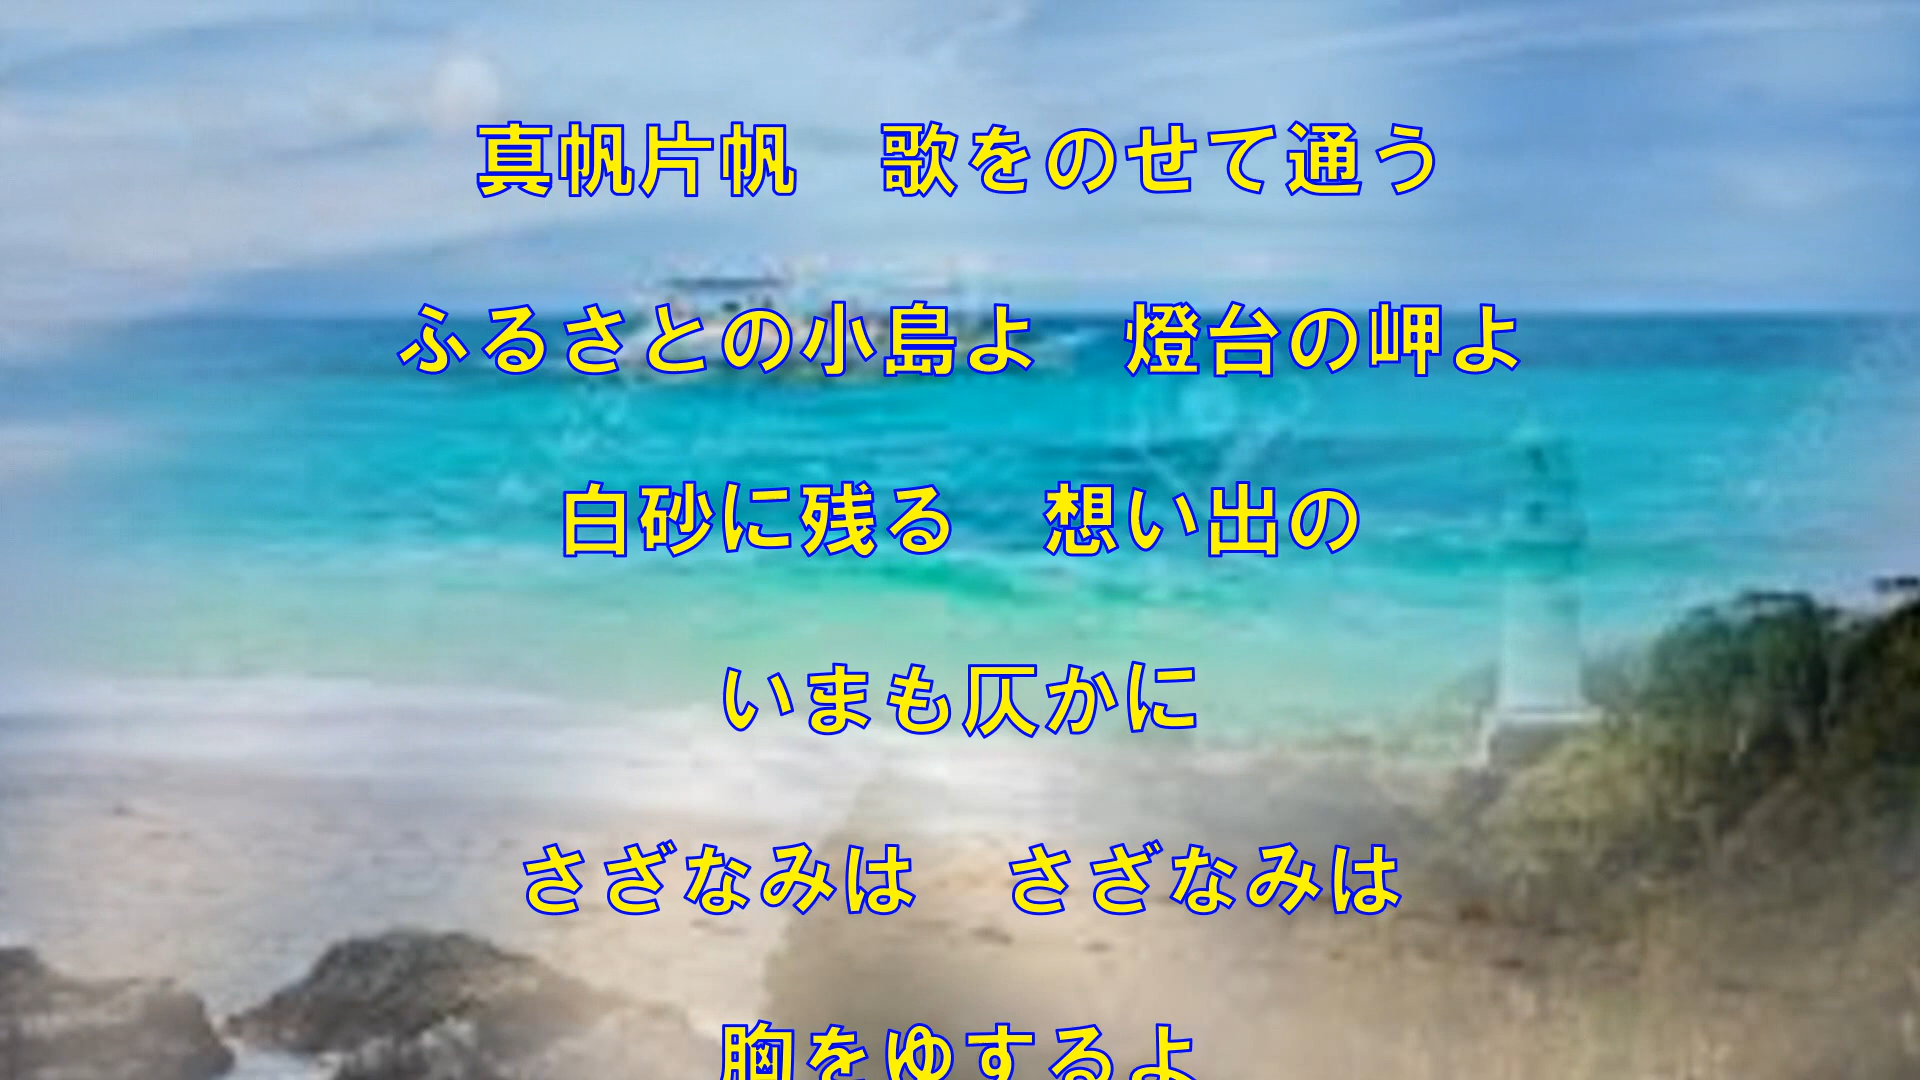 真帆片帆　歌をのせて通う
ふるさとの小島よ　燈台の岬よ
白砂に残る　想い出の
いまも仄かに
さざなみは　さざなみは
胸をゆするよ